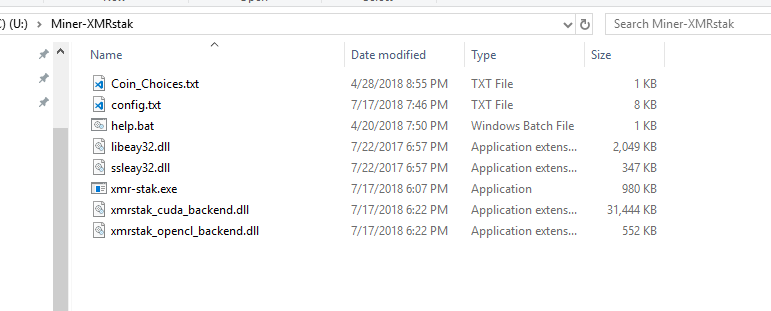 C) (U:) > Miner-XMRstak
Search Miner-XMRstak
Name Date modified Type Size
Coin_Choices.txt 4/28/2018 8:55 PM TXT File 1 KB
config.txt 7/17/2018 7:46 PM TXT File 8 KB
help.bat 4/20/2018 7:50 PM Windows Batch File 1 KB
libeay32.dll 7/22/2017 6:57 PM Application extens... 2,049 KB
ssleay32.dll 7/22/2017 6:57 PM Application extens... 347 KB
xmr-stak.exe 7/17/2018 6:07 PM Application 980 KB
xmrstak_cuda_backend.dll 7/17/2018 6:22 PM Application extens... 31,444 KB
xmrstak_opencl_backend.dll 7/17/2018 6:22 PM Application extens... 552 KB